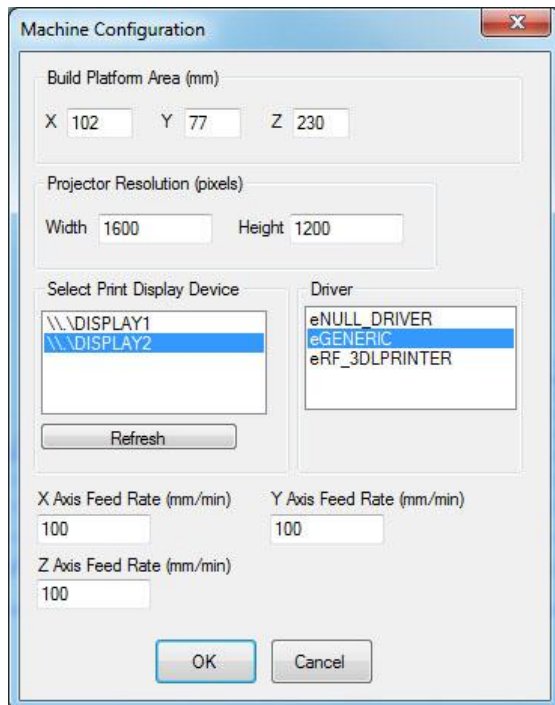 Machine Configuration
Build Platform Area (mm)
X 102 Y 77 Z 230
Projector Resolution (pixels)
Width 1600 Height 1200
Select Print Display Device
\\.\DISPLAY1
\\.\DISPLAY2
Refresh
Driver
eNULL_DRIVER
eGENERIC
eRF_3DLPRINTER
X Axis Feed Rate (mm/min) Y Axis Feed Rate (mm/min)
100 100
Z Axis Feed Rate (mm/min)
100
OK Cancel